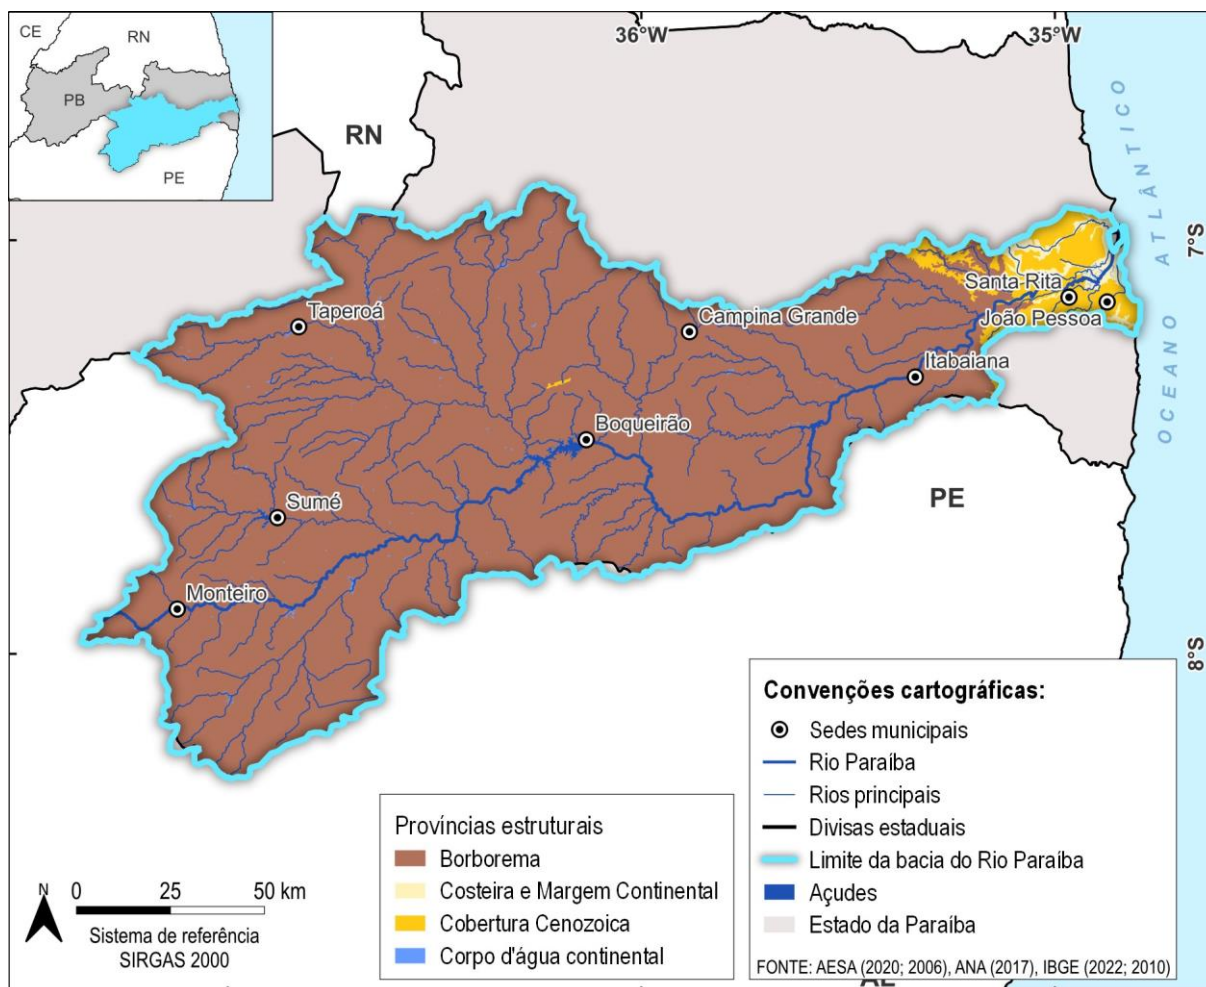 CE
RN
PB
PE
36°W
35°W
RN
OCEANO ATLÂNTICO
7°S
Santa Rita
João Pessoa
Taperoá
Campina Grande
Itabaiana
Boqueirão
Sumé
PE
Monteiro
8°S
N
0 25 50 km
Sistema de referência
SIRGAS 2000
Províncias estruturais
Borborema
Costeira e Margem Continental
Cobertura Cenozoica
Corpo d'água continental
Convenções cartográficas:
Sedes municipais
Rio Paraíba
Rios principais
Divisas estaduais
Limite da bacia do Rio Paraíba
Açudes
Estado da Paraíba
FONTE: AESA (2020; 2006), ANA (2017), IBGE (2022; 2010)